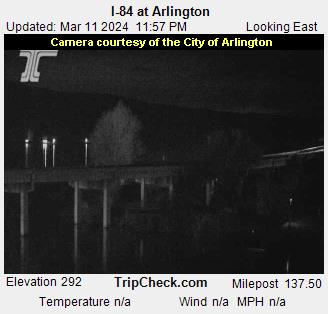 I-84 at Arlington
Updated: Mar 11 2024 11:57 PM Looking East
Camera courtesy of the City of Arlington
Elevation 292 TripCheck.com Milepost 137.50
Temperature n/a Wind n/a MPH n/a